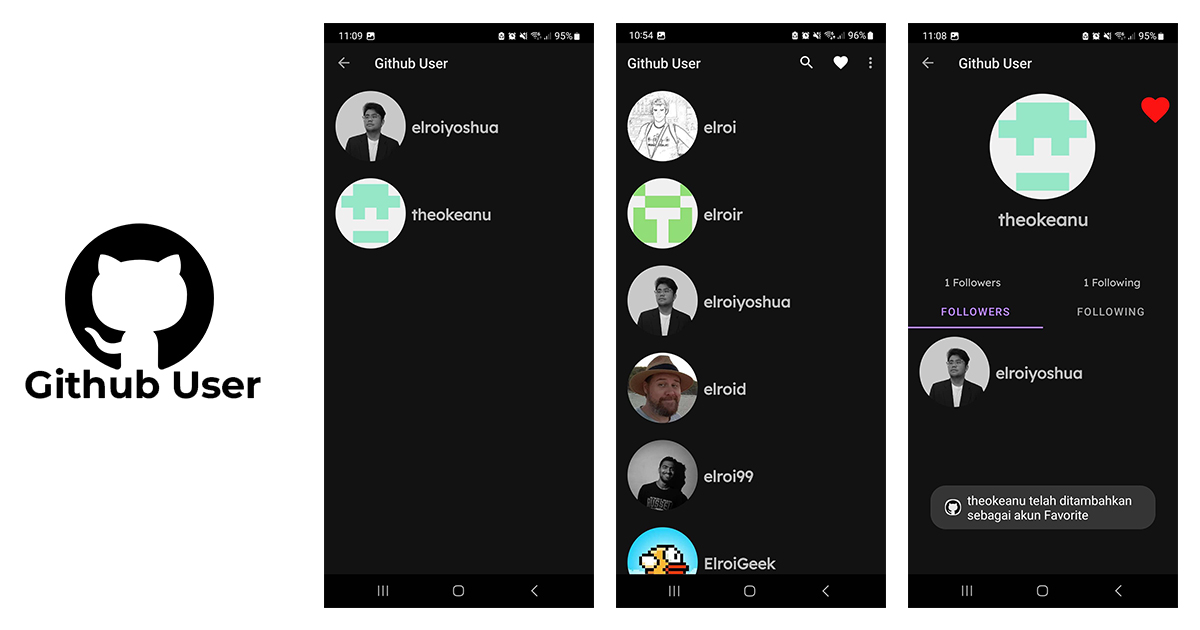 Github User
11:09 95%
Github User
elroiyoshua
theokeanu
10:54 96%
Github User
elroi
elroir
elroiyoshua
elroid
elroi99
ElroiGeek
11:08 95%
Github User
theokeanu
1 Followers 1 Following
FOLLOWERS FOLLOWING
elroiyoshua
theokeanu telah ditambahkan
sebagai akun Favorite